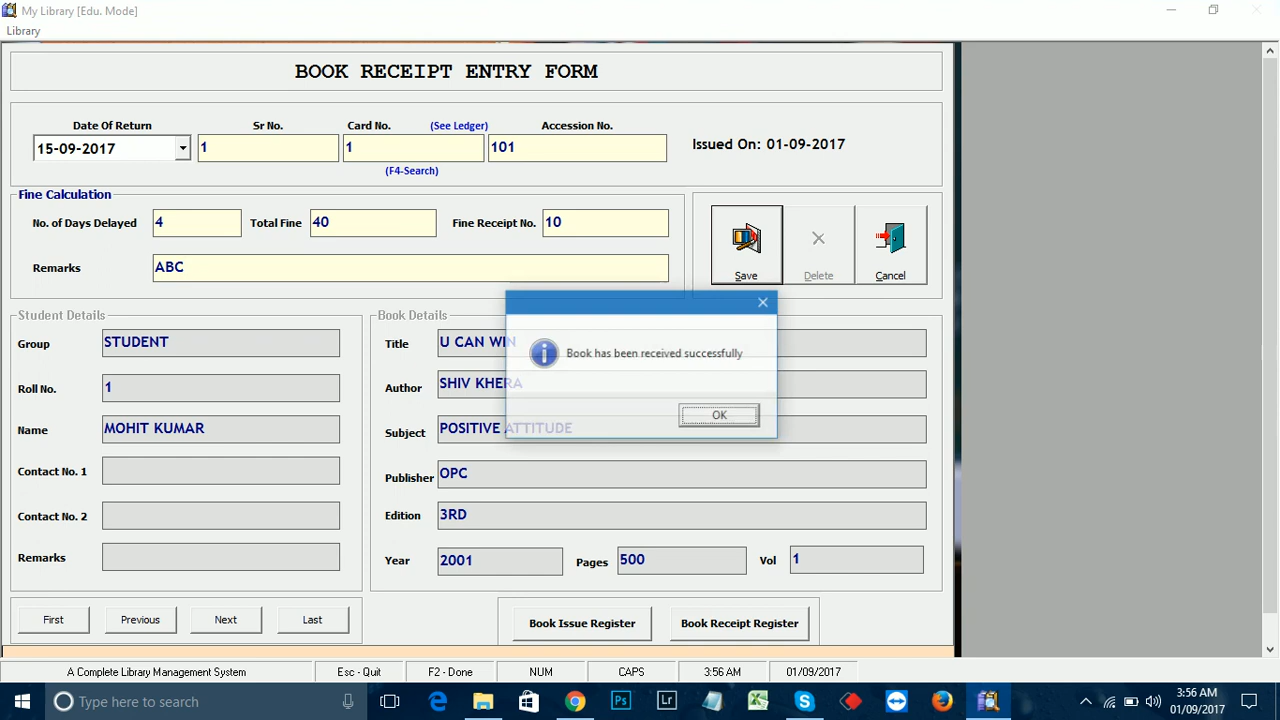 My Library [Edu. Mode]
Library
BOOK RECEIPT ENTRY FORM
Date Of Return Sr No. Card No. (See Ledger) Accession No.
15-09-2017 1 1 101 Issued On: 01-09-2017
(F4-Search)
Fine Calculation
No. of Days Delayed 4 Total Fine 40 Fine Receipt No. 10
Remarks ABC
Save Delete Cancel
Student Details
Group STUDENT
Roll No. 1
Name MOHIT KUMAR
Contact No. 1
Contact No. 2
Remarks
Book Details
Title U CAN WIN
Author SHIV KHERA
Subject POSITIVE ATTITUDE
Publisher OPC
Edition 3RD
Year 2001 Pages 500 Vol 1
Book has been received successfully
OK
First Previous Next Last
Book Issue Register Book Receipt Register
A Complete Library Management System Esc - Quit F2 - Done NUM CAPS 3:56 AM 01/09/2017
Type here to search
Ps
Lr
3:56 AM
01/09/2017